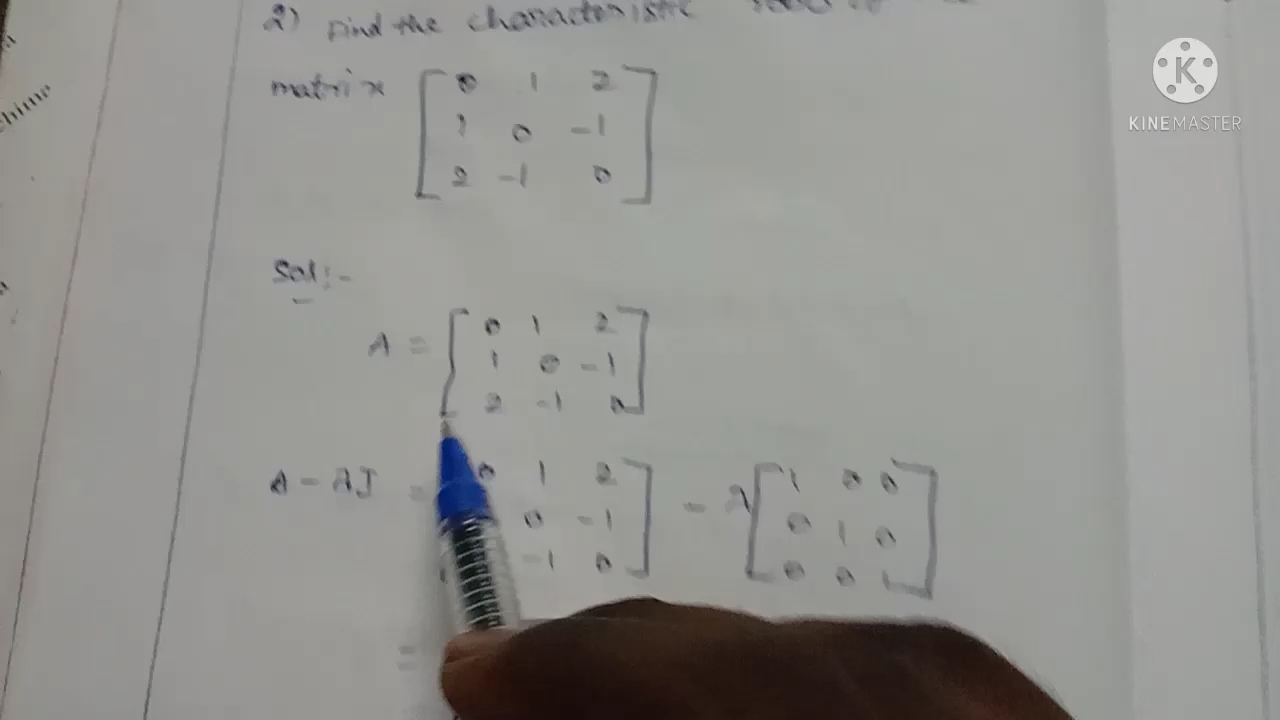 2) Find the characteristic
matrix [ 0 1 2
1 0 -1
2 -1 0 ]
Sol:-
A = [ 0 1 2
1 0 -1
2 -1 0 ]
A - λI = 0 1 2 ] - λ [ 1 0 0
0 -1 0 1 0
-1 0 0 0 1
=
K
KINEMASTER